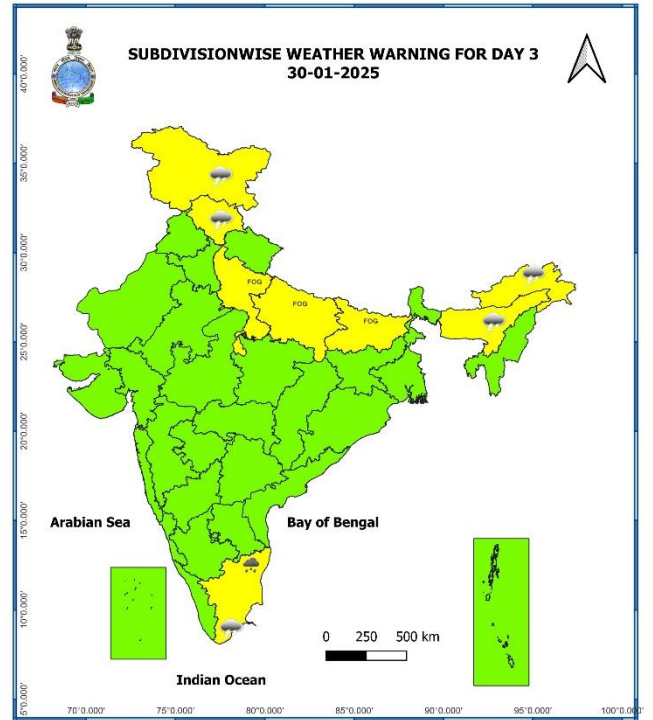 SUBDIVISIONWISE WEATHER WARNING FOR DAY 3
30-01-2025
40°0.000'
35°0.000'
30°0.000'
25°0.000'
20°0.000'
15°0.000'
10°0.000'
5°0.000'
FOG
FOG
FOG
Arabian Sea
Bay of Bengal
0 250 500 km
Indian Ocean
70°0.000' 75°0.000' 80°0.000' 85°0.000' 90°0.000' 95°0.000' 100°0.000'